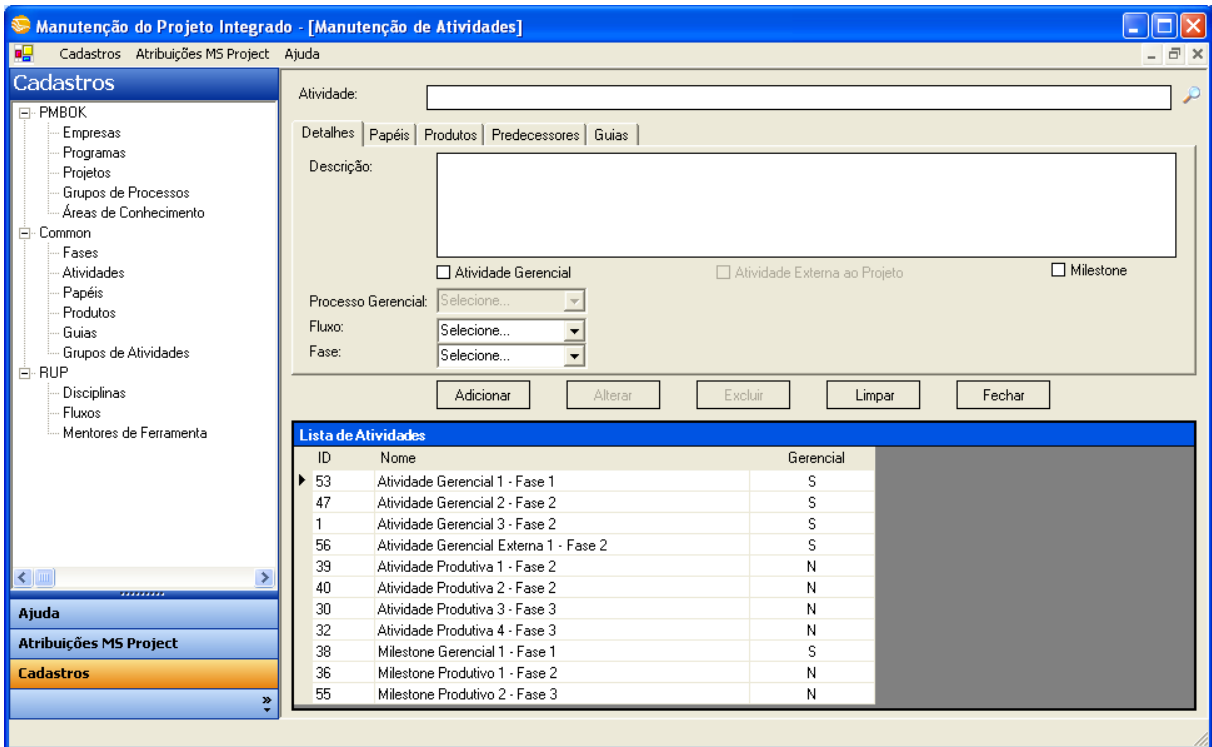 Manutenção do Projeto Integrado - [Manutenção de Atividades]
Cadastros Atribuições MS Project Ajuda
Cadastros
PMBOK
Empresas
Programas
Projetos
Grupos de Processos
Áreas de Conhecimento
Common
Fases
Atividades
Papéis
Produtos
Guias
Grupos de Atividades
RUP
Disciplinas
Fluxos
Mentores de Ferramenta
Ajuda
Atribuições MS Project
Cadastros
Atividade:
Detalhes Papéis Produtos Predecessores Guias
Descrição:
Atividade Gerencial Atividade Externa ao Projeto Milestone
Processo Gerencial: Selecione...
Fluxo: Selecione...
Fase: Selecione...
Adicionar Alterar Excluir Limpar Fechar
Lista de Atividades
ID Nome Gerencial
53 Atividade Gerencial 1 - Fase 1 S
47 Atividade Gerencial 2 - Fase 2 S
1 Atividade Gerencial 3 - Fase 2 S
56 Atividade Gerencial Externa 1 - Fase 2 S
39 Atividade Produtiva 1 - Fase 2 N
40 Atividade Produtiva 2 - Fase 2 N
30 Atividade Produtiva 3 - Fase 3 N
32 Atividade Produtiva 4 - Fase 3 N
38 Milestone Gerencial 1 - Fase 1 S
36 Milestone Produtivo 1 - Fase 2 N
55 Milestone Produtivo 2 - Fase 3 N